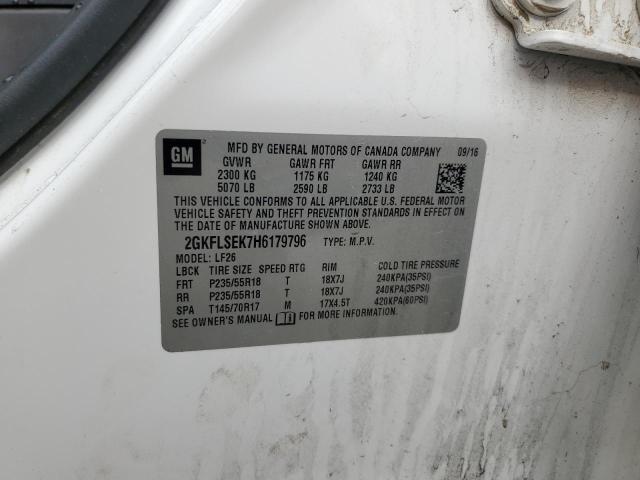 GM
MFD BY GENERAL MOTORS OF CANADA COMPANY 09/16
GVWR GAWR FRT GAWR RR
2300 KG 1175 KG 1240 KG
5070 LB 2590 LB 2733 LB
THIS VEHICLE CONFORMS TO ALL APPLICABLE U.S. FEDERAL MOTOR
VEHICLE SAFETY AND THEFT PREVENTION STANDARDS IN EFFECT ON
THE DATE OF MANUFACTURE SHOWN ABOVE.
2GKFLSEK7H6179796 TYPE: M.P.V.
MODEL: LF26
LBCK TIRE SIZE SPEED RTG RIM COLD TIRE PRESSURE
FRT P235/55R18 T 18X7J 240KPA(35PSI)
RR P235/55R18 T 18X7J 240KPA(35PSI)
SPA T145/70R17 M 17X4.5T 420KPA(60PSI)
SEE OWNER'S MANUAL FOR MORE INFORMATION